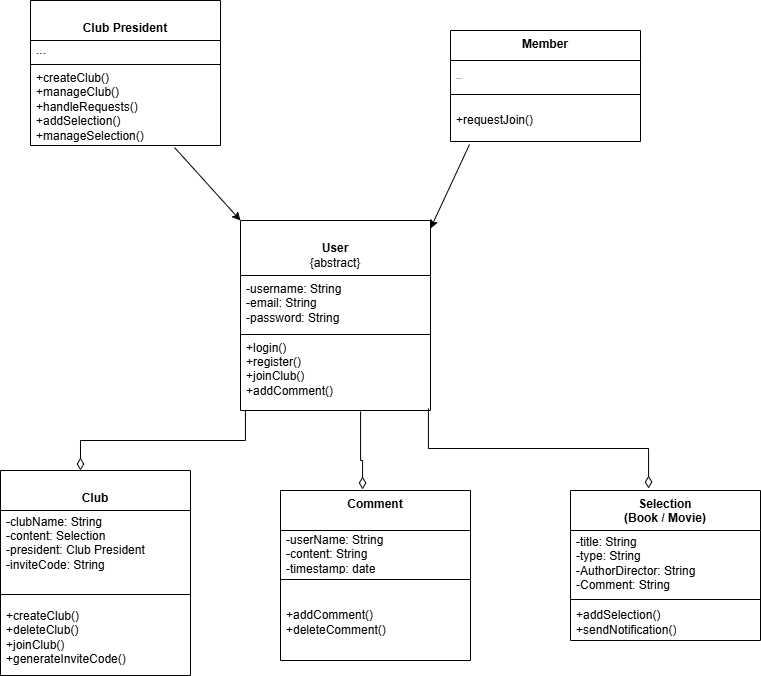 Club President
...
+createClub()
+manageClub()
+handleRequests()
+addSelection()
+manageSelection()
Member
...
+requestJoin()
User
{abstract}
-username: String
-email: String
-password: String
+login()
+register()
+joinClub()
+addComment()
Club
-clubName: String
-content: Selection
-president: Club President
-inviteCode: String
+createClub()
+deleteClub()
+joinClub()
+generateInviteCode()
Comment
-userName: String
-content: String
-timestamp: date
+addComment()
+deleteComment()
Selection
(Book / Movie)
-title: String
-type: String
-AuthorDirector: String
-Comment: String
+addSelection()
+sendNotification()